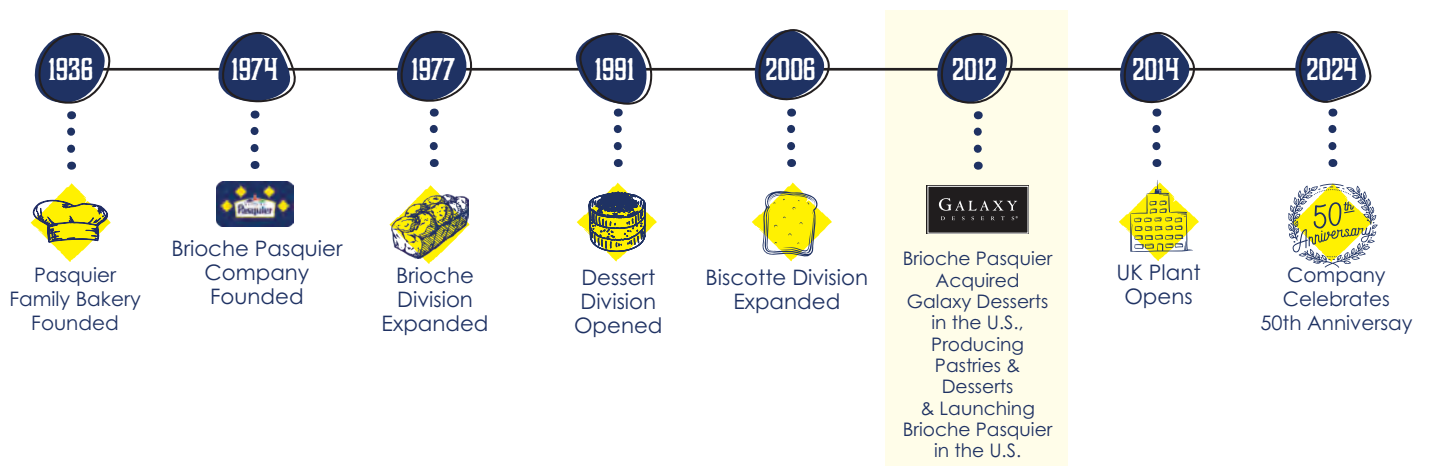 1936
Pasquier
Family Bakery
Founded
1974
Pasquier
Brioche Pasquier
Company
Founded
1977
Brioche
Division
Expanded
1991
Dessert
Division
Opened
2006
Biscotte Division
Expanded
2012
GALAXY
DESSERTS
Brioche Pasquier
Acquired
Galaxy Desserts
in the U.S.,
Producing
Pastries &
Desserts
& Launching
Brioche Pasquier
in the U.S.
2014
UK Plant
Opens
2024
50th
Anniversary
Company
Celebrates
50th Anniversay